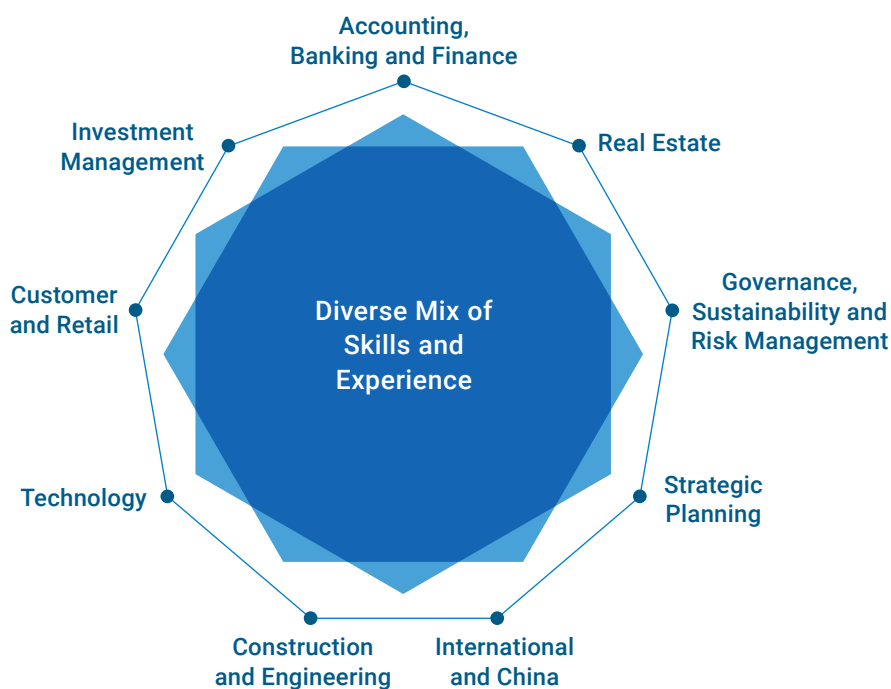 Accounting,
Banking and Finance
Real Estate
Governance,
Sustainability and
Risk Management
Strategic
Planning
International
and China
Construction
and Engineering
Technology
Customer
and Retail
Investment
Management
Diverse Mix of
Skills and
Experience